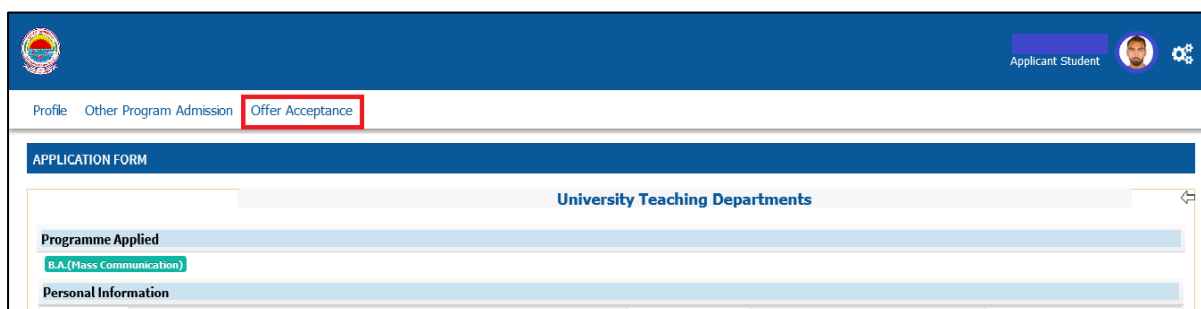 Applicant Student
Profile Other Program Admission Offer Acceptance
APPLICATION FORM
University Teaching Departments
Programme Applied
B.A.(Mass Communication)
Personal Information